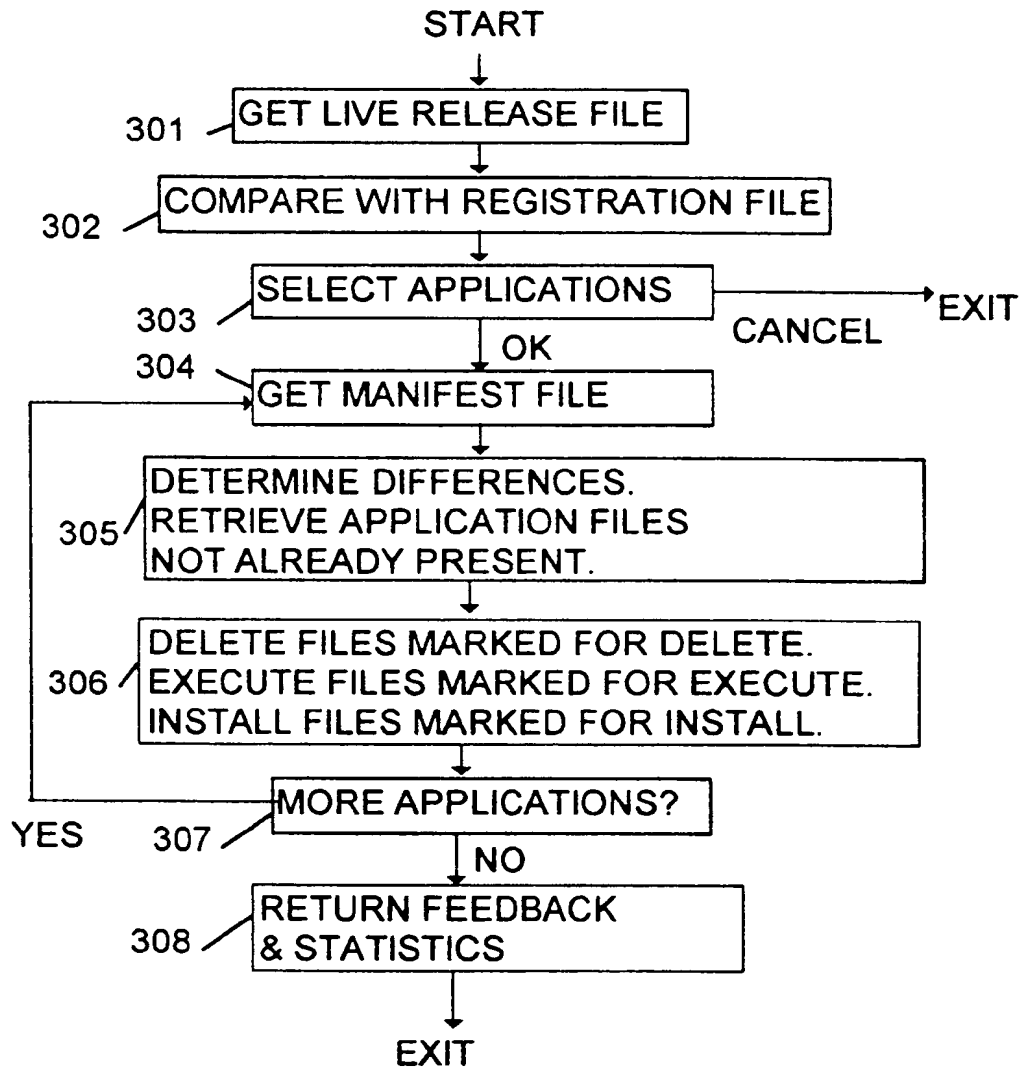 START
301
GET LIVE RELEASE FILE
302
COMPARE WITH REGISTRATION FILE
303
SELECT APPLICATIONS
EXIT
CANCEL
OK
304
GET MANIFEST FILE
305
DETERMINE DIFFERENCES.
RETRIEVE APPLICATION FILES
NOT ALREADY PRESENT.
306
DELETE FILES MARKED FOR DELETE.
EXECUTE FILES MARKED FOR EXECUTE.
INSTALL FILES MARKED FOR INSTALL.
MORE APPLICATIONS?
YES
307
NO
308
RETURN FEEDBACK
& STATISTICS
EXIT